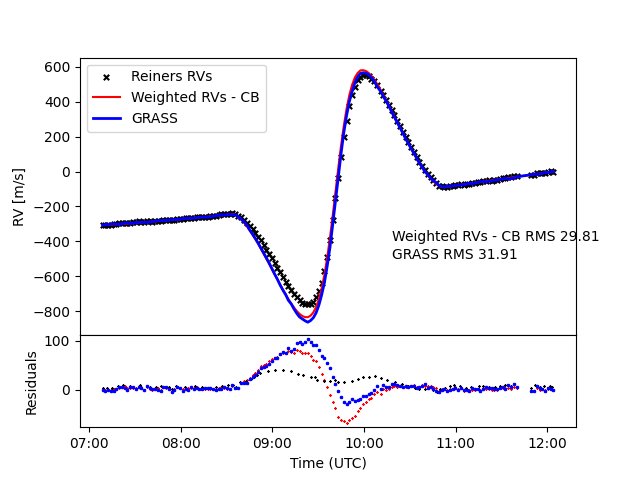 600
400
200
0
−200
−400
−600
−800
RV [m/s]
Reiners RVs
Weighted RVs - CB
GRASS
Weighted RVs - CB RMS 29.81
GRASS RMS 31.91
100
0
Residuals
07:00 08:00 09:00 10:00 11:00 12:00
Time (UTC)